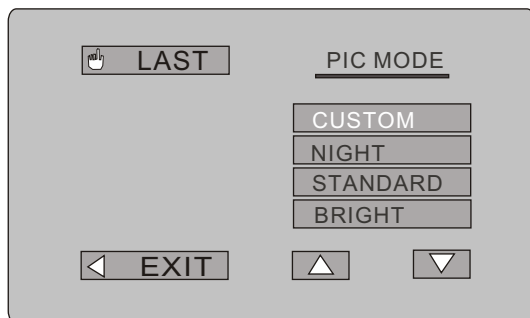 LAST
PIC MODE
CUSTOM
NIGHT
STANDARD
BRIGHT
EXIT